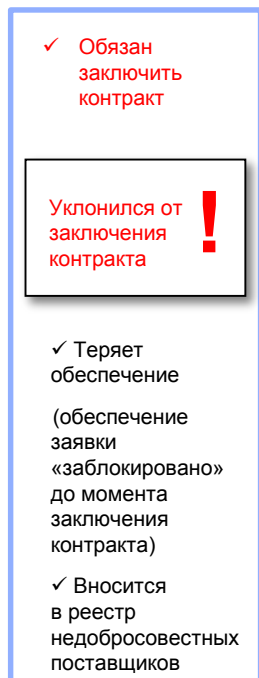 ✓ Обязан
заключить
контракт
Уклонился от
заключения
контракта
!
✓ Теряет
обеспечение
(обеспечение
заявки
«заблокировано»
до момента
заключения
контракта)
✓ Вносится
в реестр
недобросовестных
поставщиков